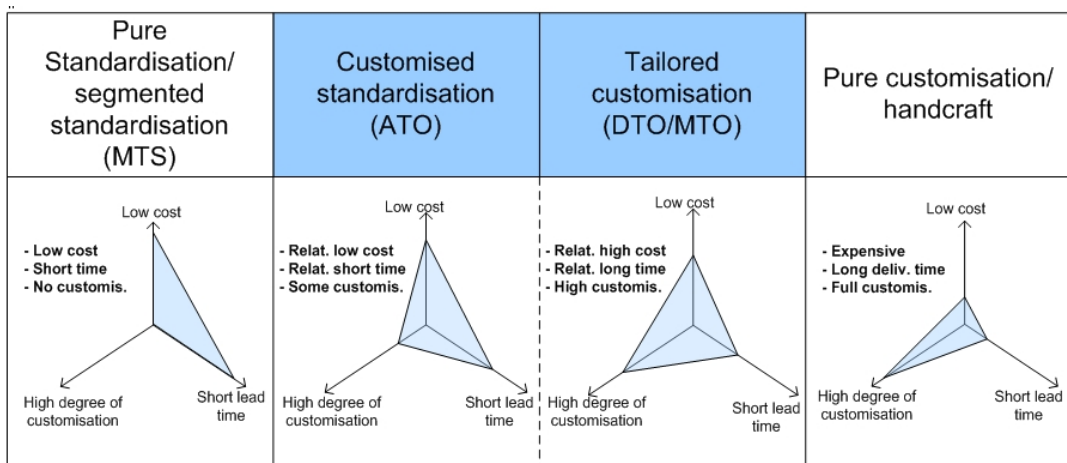 Pure
Standardisation/
segmented
standardisation
(MTS)
Customised
standardisation
(ATO)
Tailored
customisation
(DTO/MTO)
Pure customisation/
handcraft
Low cost
- Low cost
- Short time
- No customis.
High degree of
customisation
Short lead
time
Low cost
- Relat. low cost
- Relat. short time
- Some customis.
High degree of
customisation
Short lead
time
Low cost
- Relat. high cost
- Relat. long time
- High customis.
High degree of
customisation
Short lead
time
Low cost
- Expensive
- Long deliv. time
- Full customis.
High degree of
customisation
Short lead
time